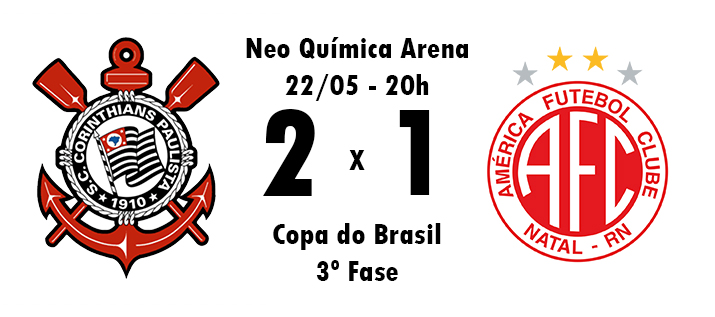 Neo Química Arena
22/05 - 20h
2 x 1
Copa do Brasil
3º Fase
S.C. CORINTHIANS PAULISTA
1910
AMÉRICA FUTEBOL CLUBE
AFC
NATAL - RN